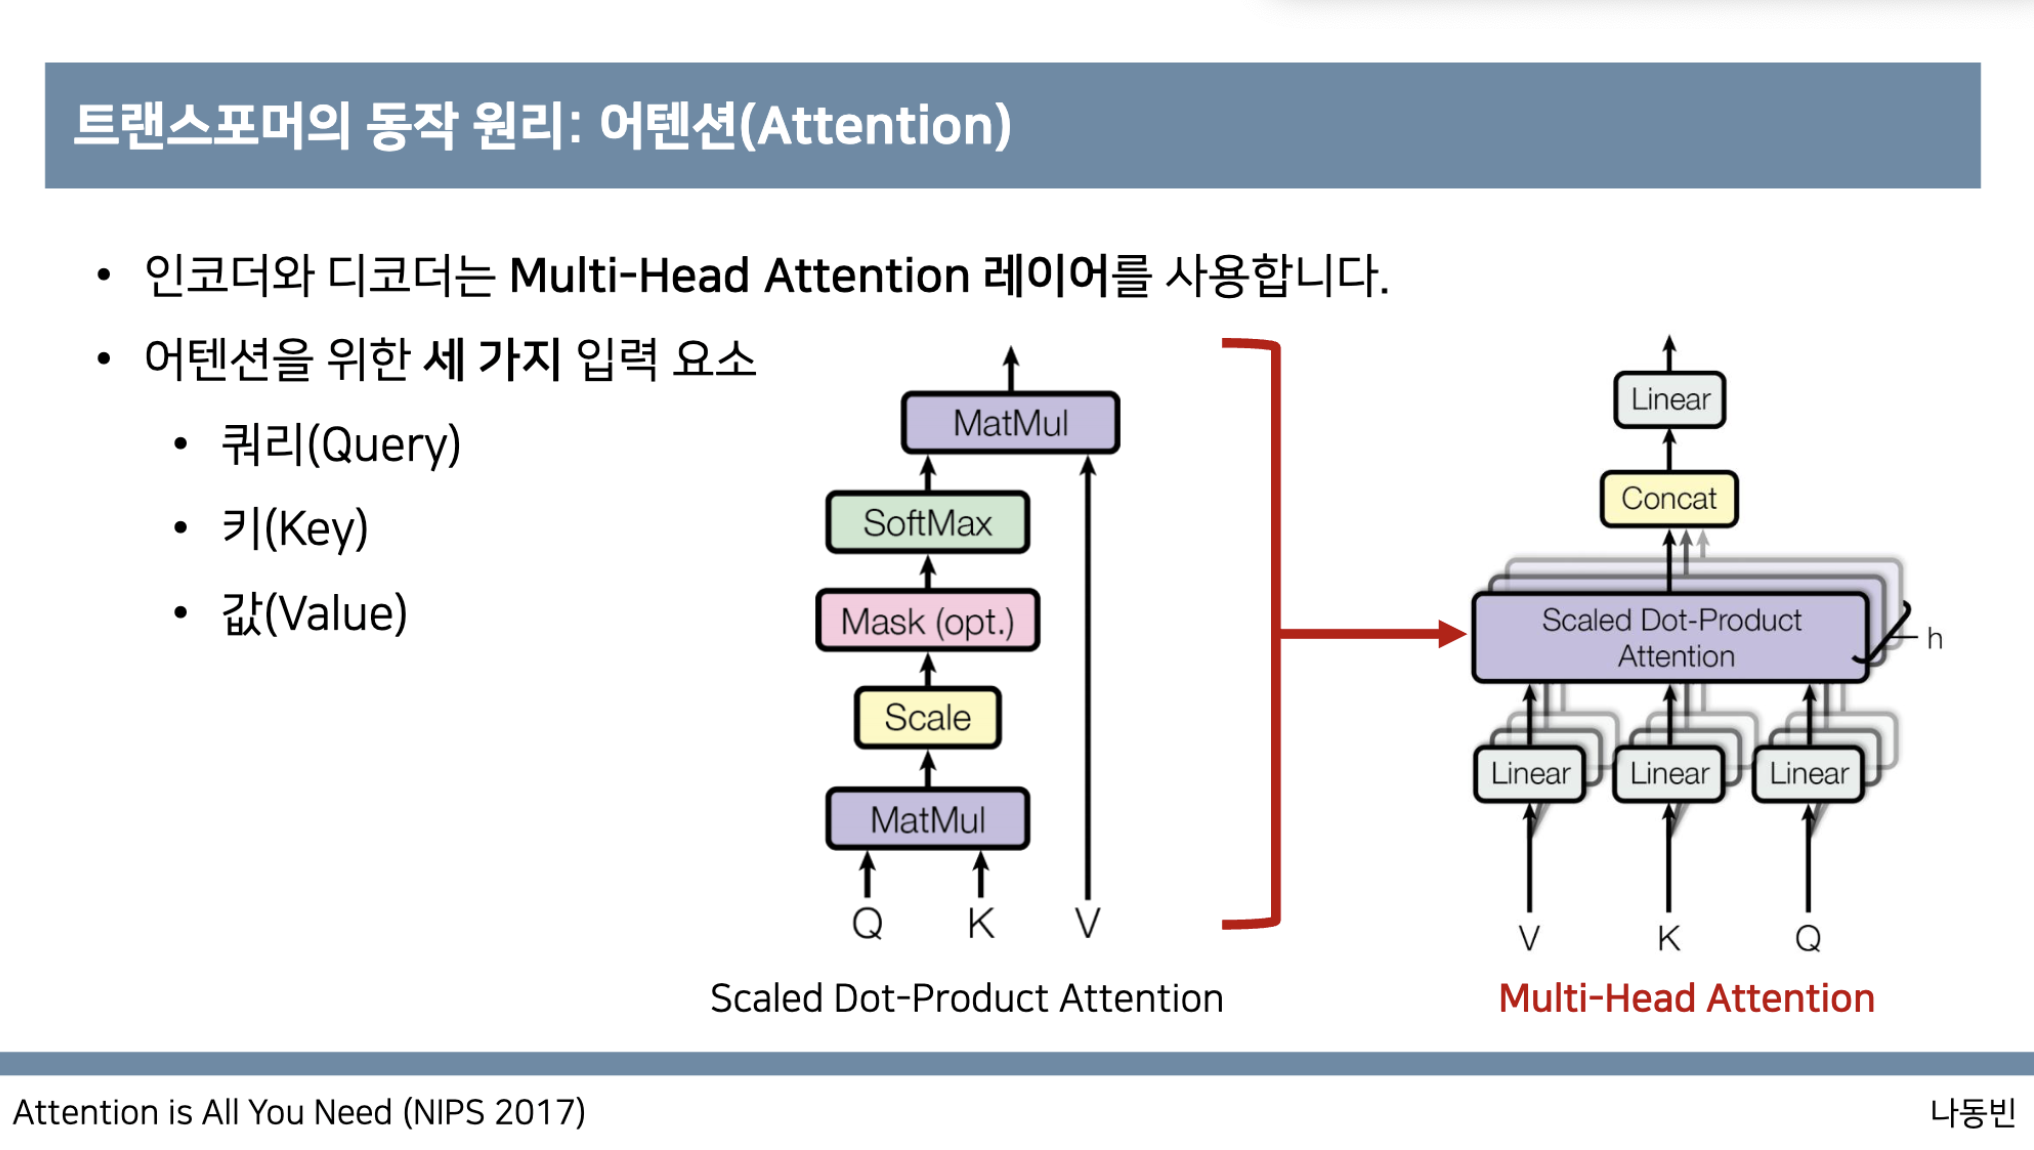 트랜스포머의 동작 원리: 어텐션(Attention)
• 인코더와 디코더는 Multi-Head Attention 레이어를 사용합니다.
• 어텐션을 위한 세 가지 입력 요소
• 쿼리(Query)
• 키(Key)
• 값(Value)
MatMul
SoftMax
Mask (opt.)
Scale
MatMul
Q K V
Scaled Dot-Product Attention
Linear
Concat
Scaled Dot-Product
Attention
h
Linear Linear Linear
V K Q
Multi-Head Attention
Attention is All You Need (NIPS 2017)
나동빈